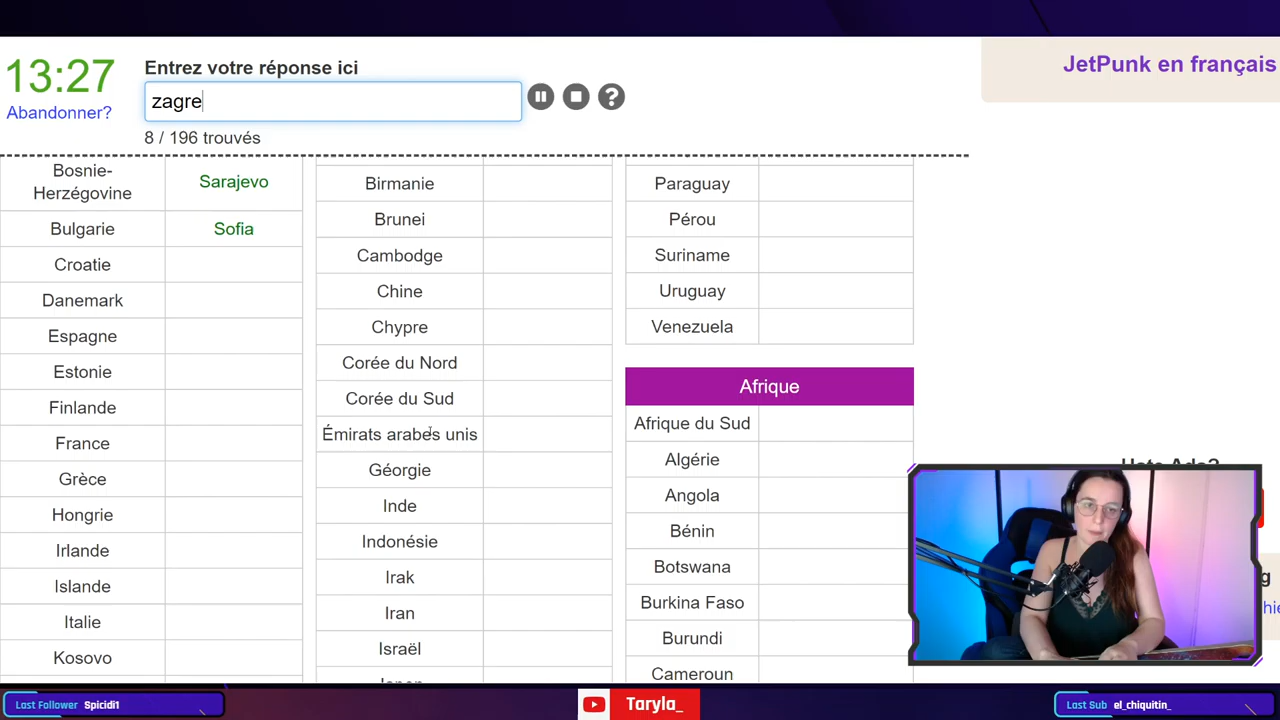 13:27
Abandonner?
Entrez votre réponse ici
zagre
8 / 196 trouvés
JetPunk en français
Bosnie-
Herzégovine
Sarajevo
Bulgarie
Sofia
Croatie
Danemark
Espagne
Estonie
Finlande
France
Grèce
Hongrie
Irlande
Islande
Italie
Kosovo
Birmanie
Brunei
Cambodge
Chine
Chypre
Corée du Nord
Corée du Sud
Émirats arabes unis
Géorgie
Inde
Indonésie
Irak
Iran
Israël
Paraguay
Pérou
Suriname
Uruguay
Venezuela
Afrique
Afrique du Sud
Algérie
Angola
Bénin
Botswana
Burkina Faso
Burundi
Cameroun
Last Follower Spicidi1
Taryla_
Last Sub el_chiquitin_